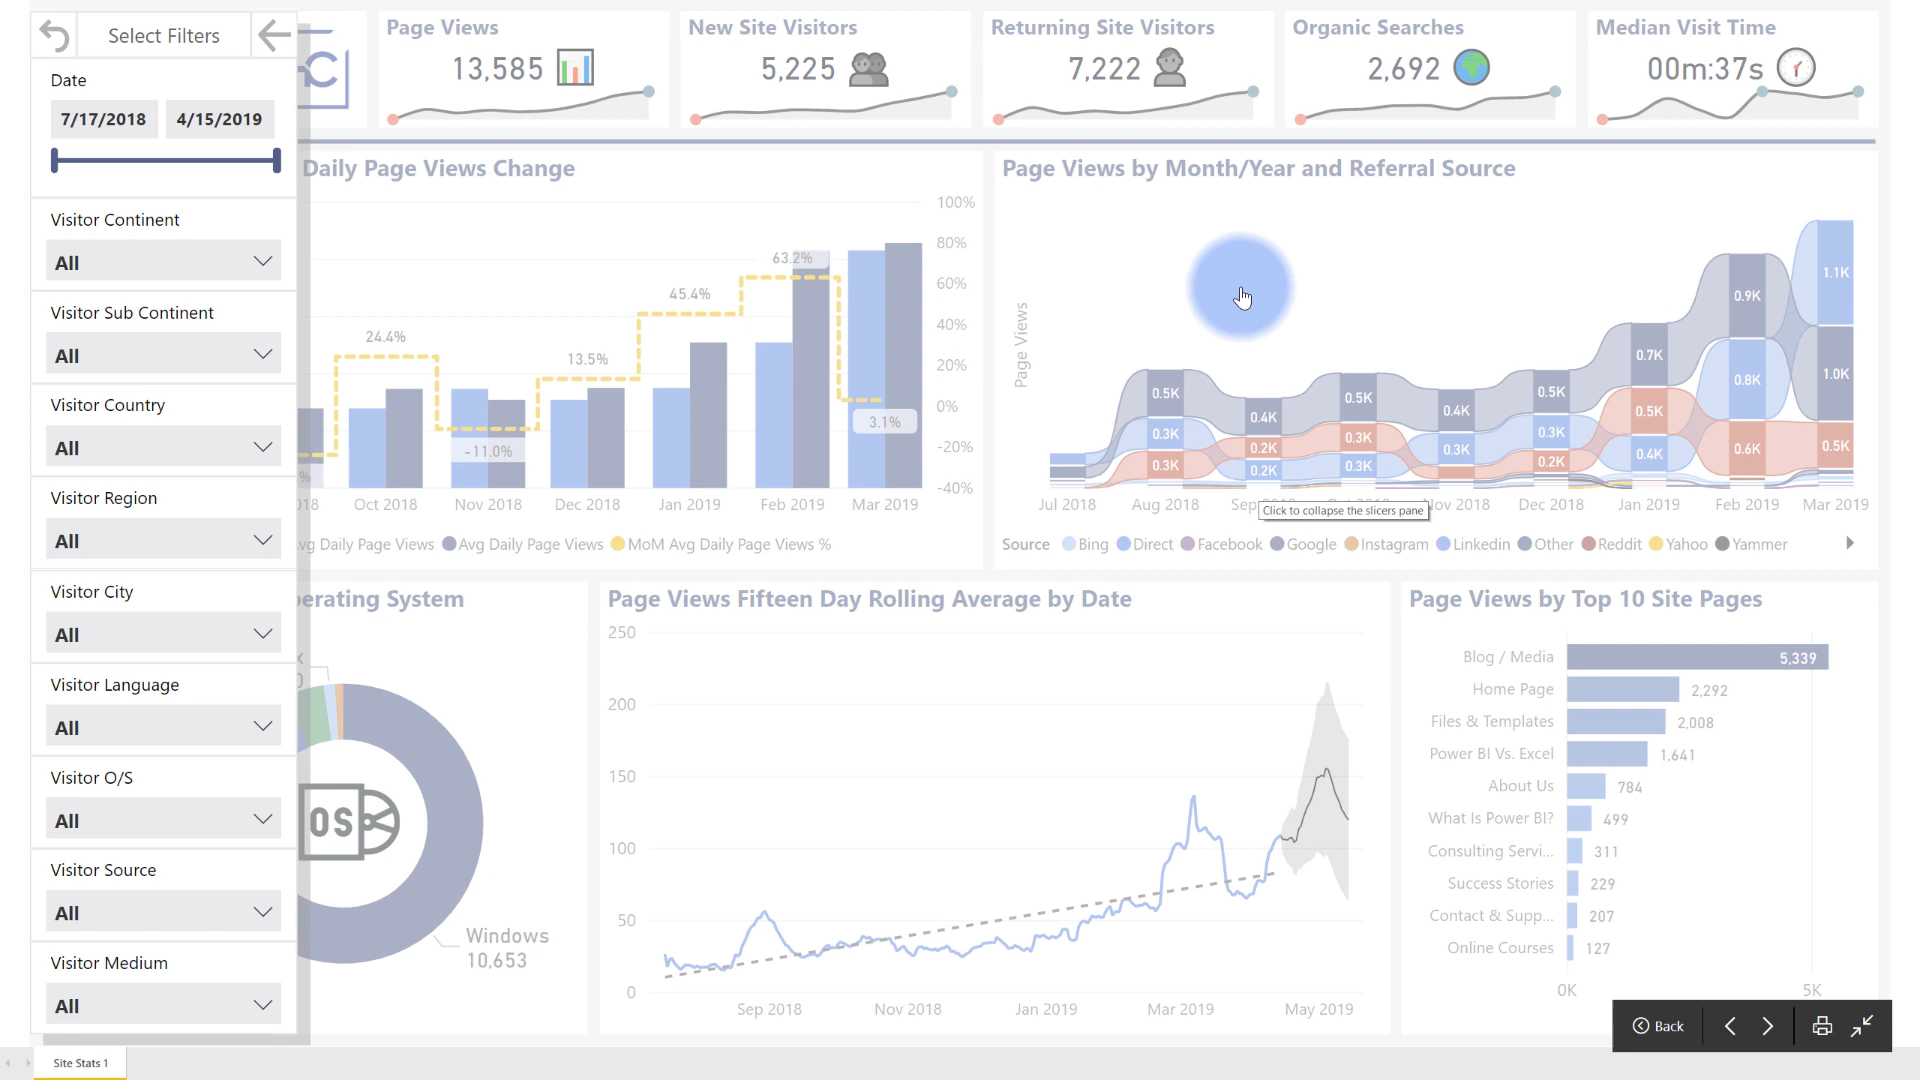 Select Filters
Date
7/17/2018
4/15/2019
Visitor Continent
All
Visitor Sub Continent
All
Visitor Country
All
Visitor Region
All
Visitor City
All
Visitor Language
All
Visitor O/S
All
Visitor Source
All
Visitor Medium
All
C
Page Views
13,585
New Site Visitors
5,225
Returning Site Visitors
7,222
Organic Searches
2,692
Median Visit Time
00m:37s
Daily Page Views Change
100%
80%
60%
40%
20%
0%
-20%
-40%
24.4%
-11.0%
13.5%
45.4%
63.2%
3.1%
%
18
Oct 2018
Nov 2018
Dec 2018
Jan 2019
Feb 2019
Mar 2019
vg Daily Page Views
Avg Daily Page Views
MoM Avg Daily Page Views %
Page Views by Month/Year and Referral Source
Page Views
0.5K
0.3K
0.3K
0.4K
0.2K
0.2K
0.5K
0.3K
0.3K
0.4K
0.3K
0.5K
0.3K
0.2K
0.7K
0.5K
0.4K
0.9K
0.8K
0.6K
1.1K
1.0K
0.5K
Jul 2018
Aug 2018
Sep
Nov 2018
Dec 2018
Jan 2019
Feb 2019
Mar 2019
Click to collapse the slicers pane
Source
Bing
Direct
Facebook
Google
Instagram
Linkedin
Other
Reddit
Yahoo
Yammer
erating System
OS
Windows
10,653
Page Views Fifteen Day Rolling Average by Date
250
200
150
100
50
0
Sep 2018
Nov 2018
Jan 2019
Mar 2019
May 2019
Page Views by Top 10 Site Pages
Blog / Media
5,339
Home Page
2,292
Files & Templates
2,008
Power BI Vs. Excel
1,641
About Us
784
What Is Power BI?
499
Consulting Servi...
311
Success Stories
229
Contact & Supp...
207
Online Courses
127
0K
5K
Back
Site Stats 1